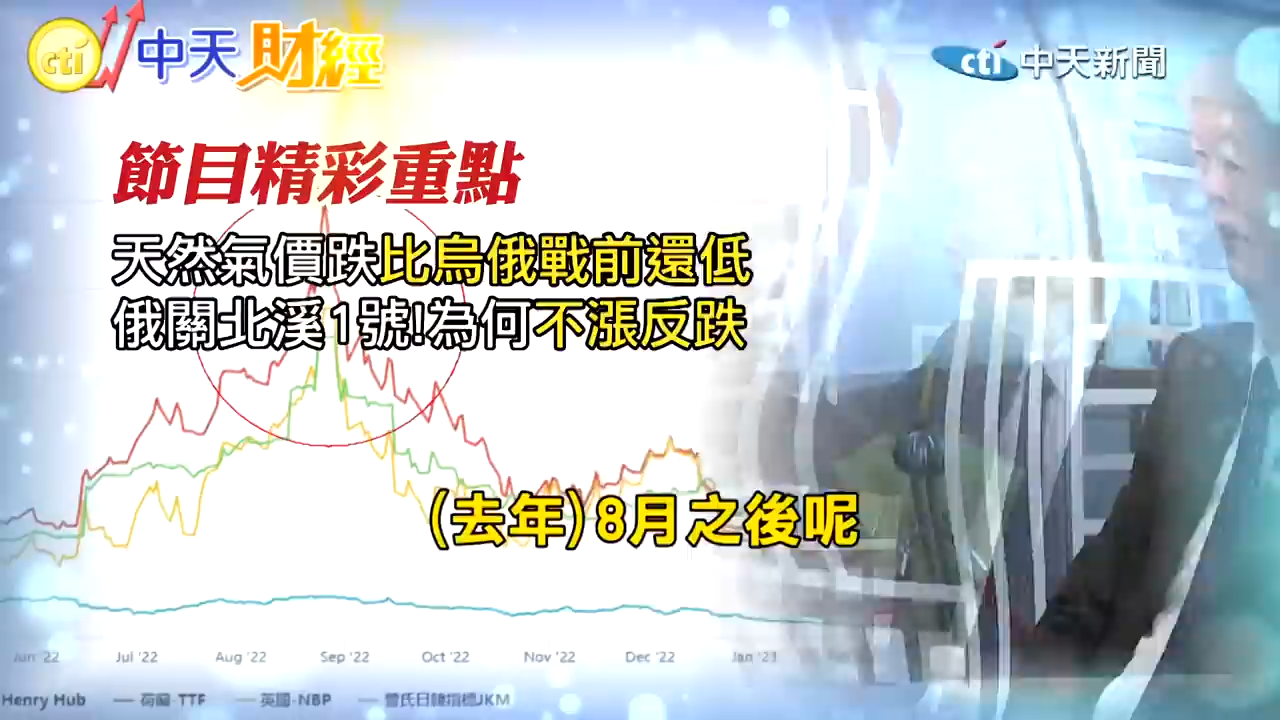 cti 中天財經
cti 中天新聞
節目精彩重點
天然氣價跌比烏俄戰前還低
俄關北溪1號!為何不漲反跌
(去年)8月之後呢
Jun '22 Jul '22 Aug '22 Sep '22 Oct '22 Nov '22 Dec '22 Jan '23
Henry Hub — 荷蘭-TTF — 英國-NBP — 普氏日韓指標JKM